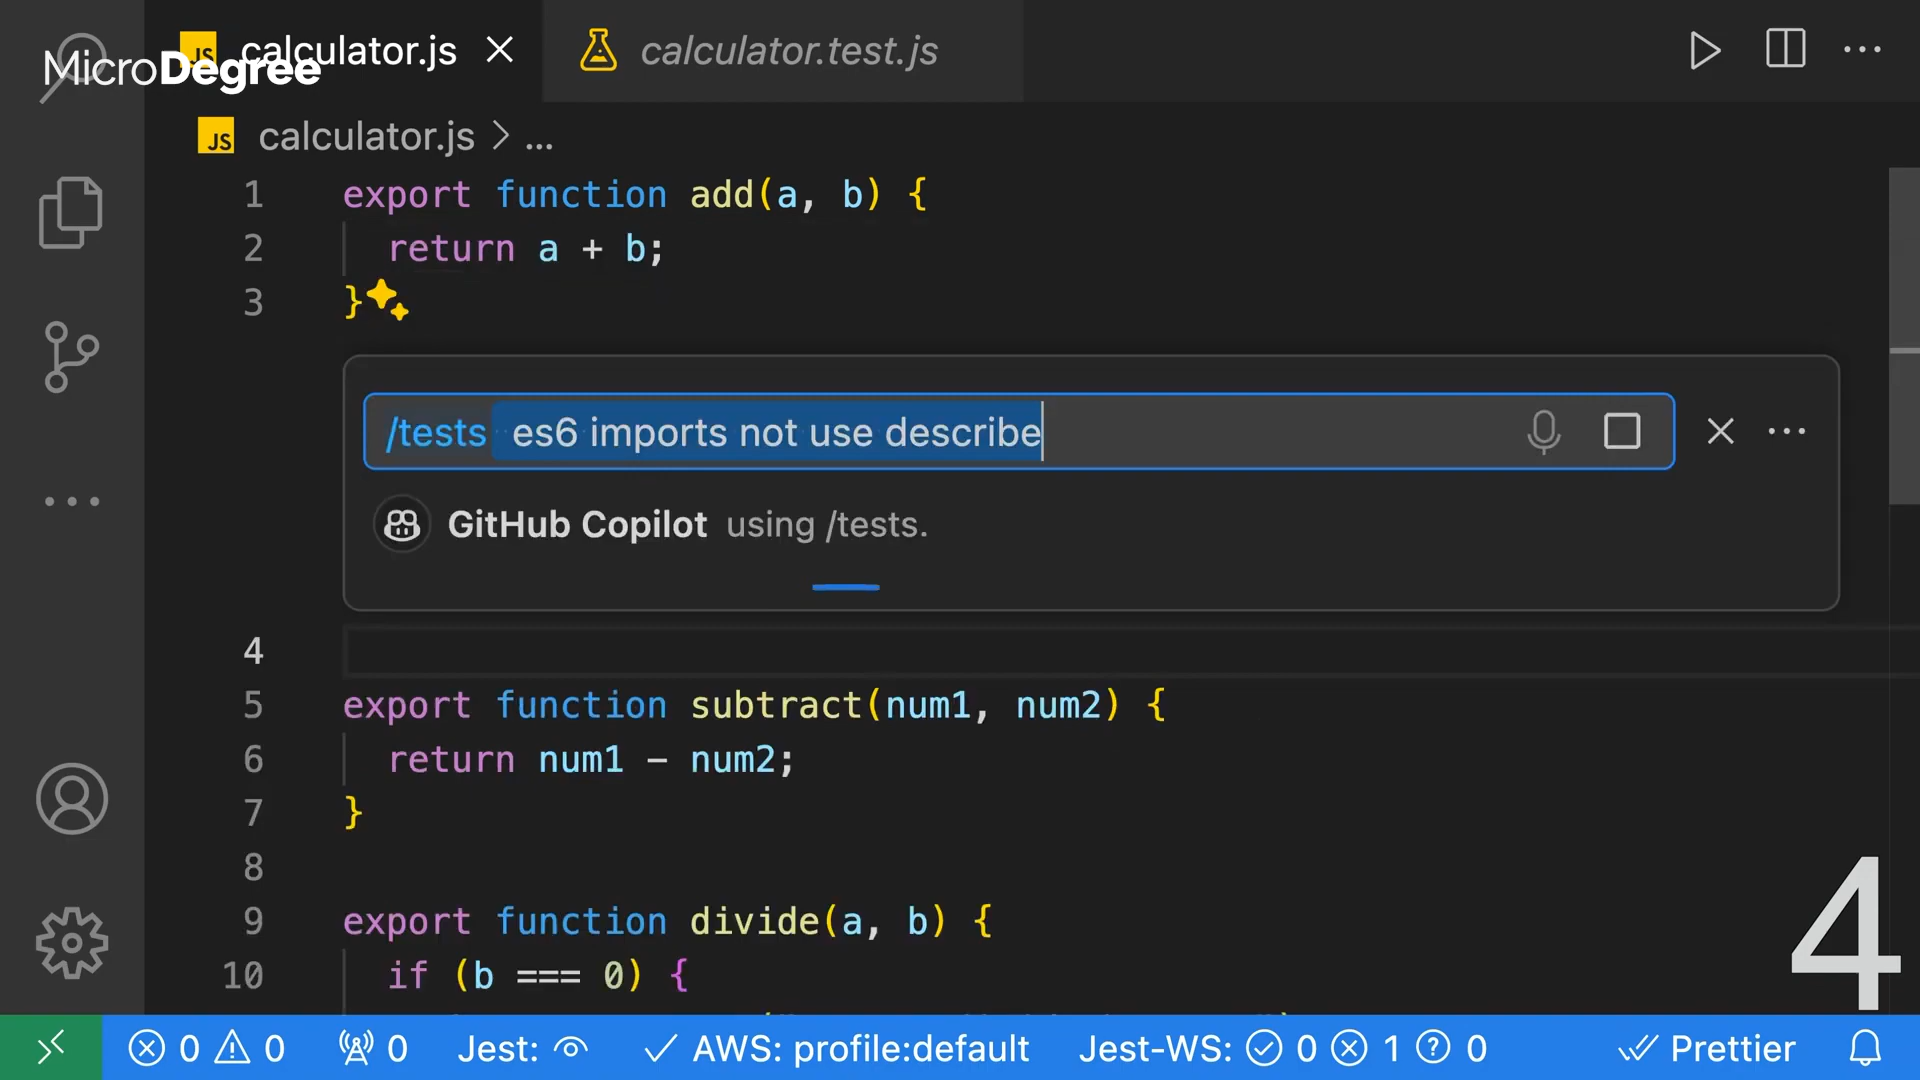 MicroDegree
JS calculator.js
calculator.test.js
JS calculator.js > ...
1 export function add(a, b) {
2 return a + b;
3 }
/tests es6 imports not use describe
GitHub Copilot using /tests.
4
5 export function subtract(num1, num2) {
6 return num1 - num2;
7 }
8
9 export function divide(a, b) {
10 if (b === 0) {
4
0 0 0 Jest: AWS: profile:default Jest-WS: 0 1 0 Prettier